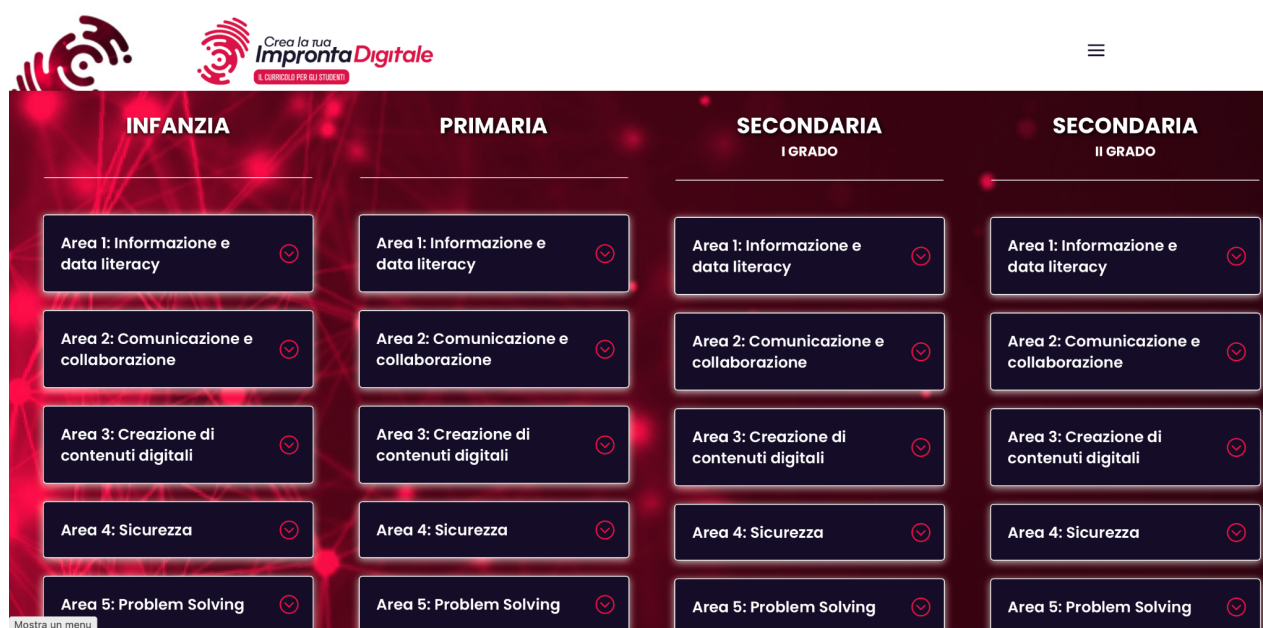 Crea la tua
Impronta Digitale
IL CURRICOLO PER GLI STUDENTI
INFANZIA
Area 1: Informazione e
data literacy
Area 2: Comunicazione e
collaborazione
Area 3: Creazione di
contenuti digitali
Area 4: Sicurezza
Area 5: Problem Solving
PRIMARIA
Area 1: Informazione e
data literacy
Area 2: Comunicazione e
collaborazione
Area 3: Creazione di
contenuti digitali
Area 4: Sicurezza
Area 5: Problem Solving
SECONDARIA
I GRADO
Area 1: Informazione e
data literacy
Area 2: Comunicazione e
collaborazione
Area 3: Creazione di
contenuti digitali
Area 4: Sicurezza
Area 5: Problem Solving
SECONDARIA
II GRADO
Area 1: Informazione e
data literacy
Area 2: Comunicazione e
collaborazione
Area 3: Creazione di
contenuti digitali
Area 4: Sicurezza
Area 5: Problem Solving
Mostra un menu